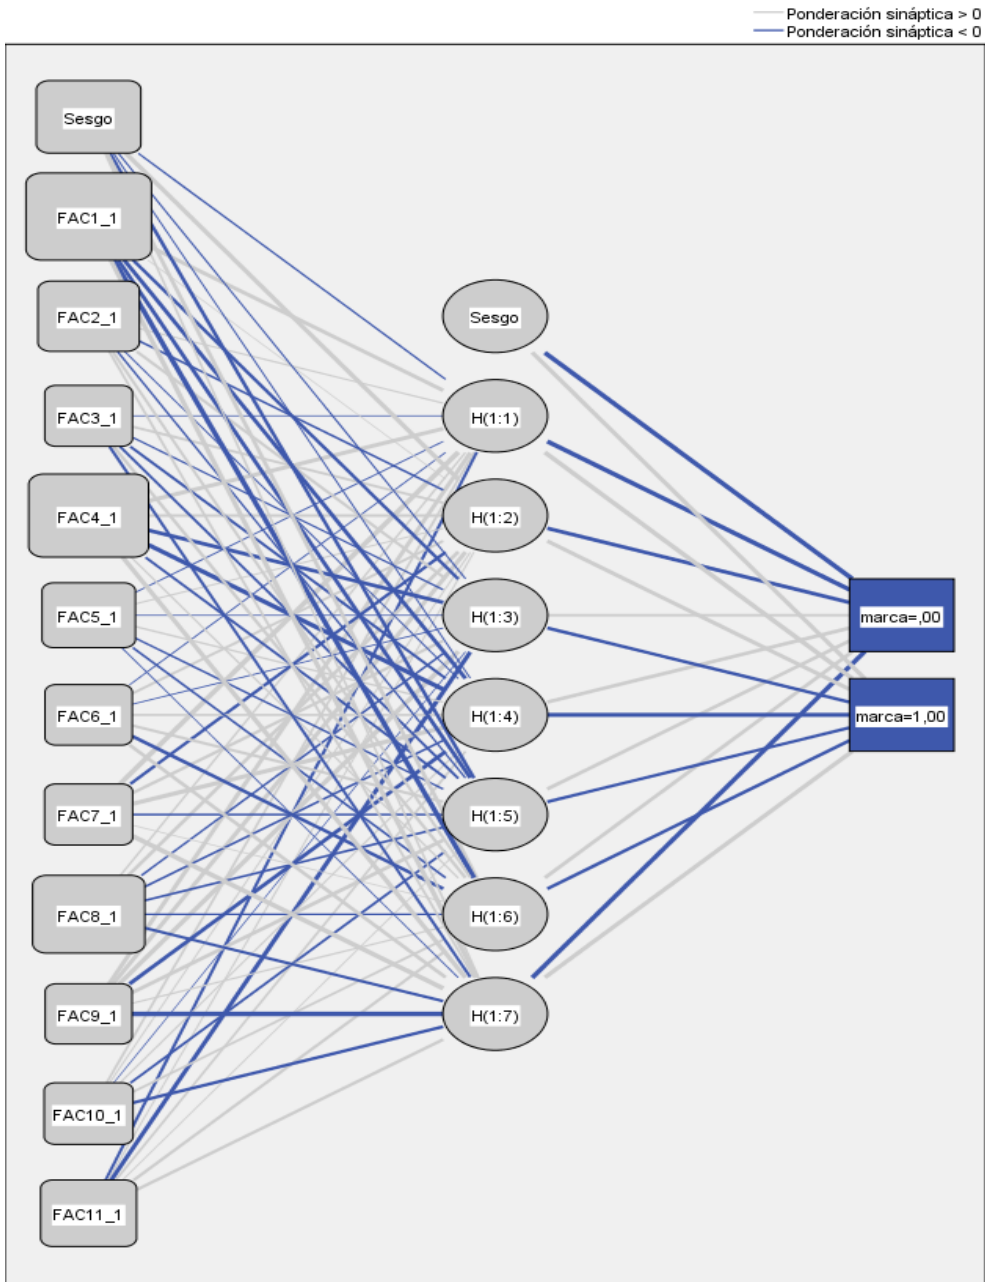 Ponderación sináptica > 0
Ponderación sináptica < 0
Sesgo
FAC1_1
FAC2_1
FAC3_1
FAC4_1
FAC5_1
FAC6_1
FAC7_1
FAC8_1
FAC9_1
FAC10_1
FAC11_1
Sesgo
H(1:1)
H(1:2)
H(1:3)
H(1:4)
H(1:5)
H(1:6)
H(1:7)
marca=,00
marca=1,00